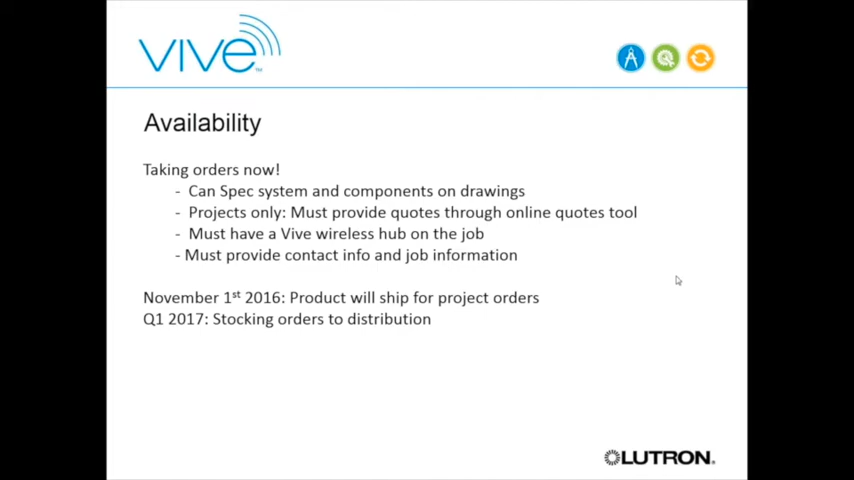 VIVE™
Availability
Taking orders now!
- Can Spec system and components on drawings
- Projects only: Must provide quotes through online quotes tool
- Must have a Vive wireless hub on the job
- Must provide contact info and job information
November 1st 2016: Product will ship for project orders
Q1 2017: Stocking orders to distribution
LUTRON®